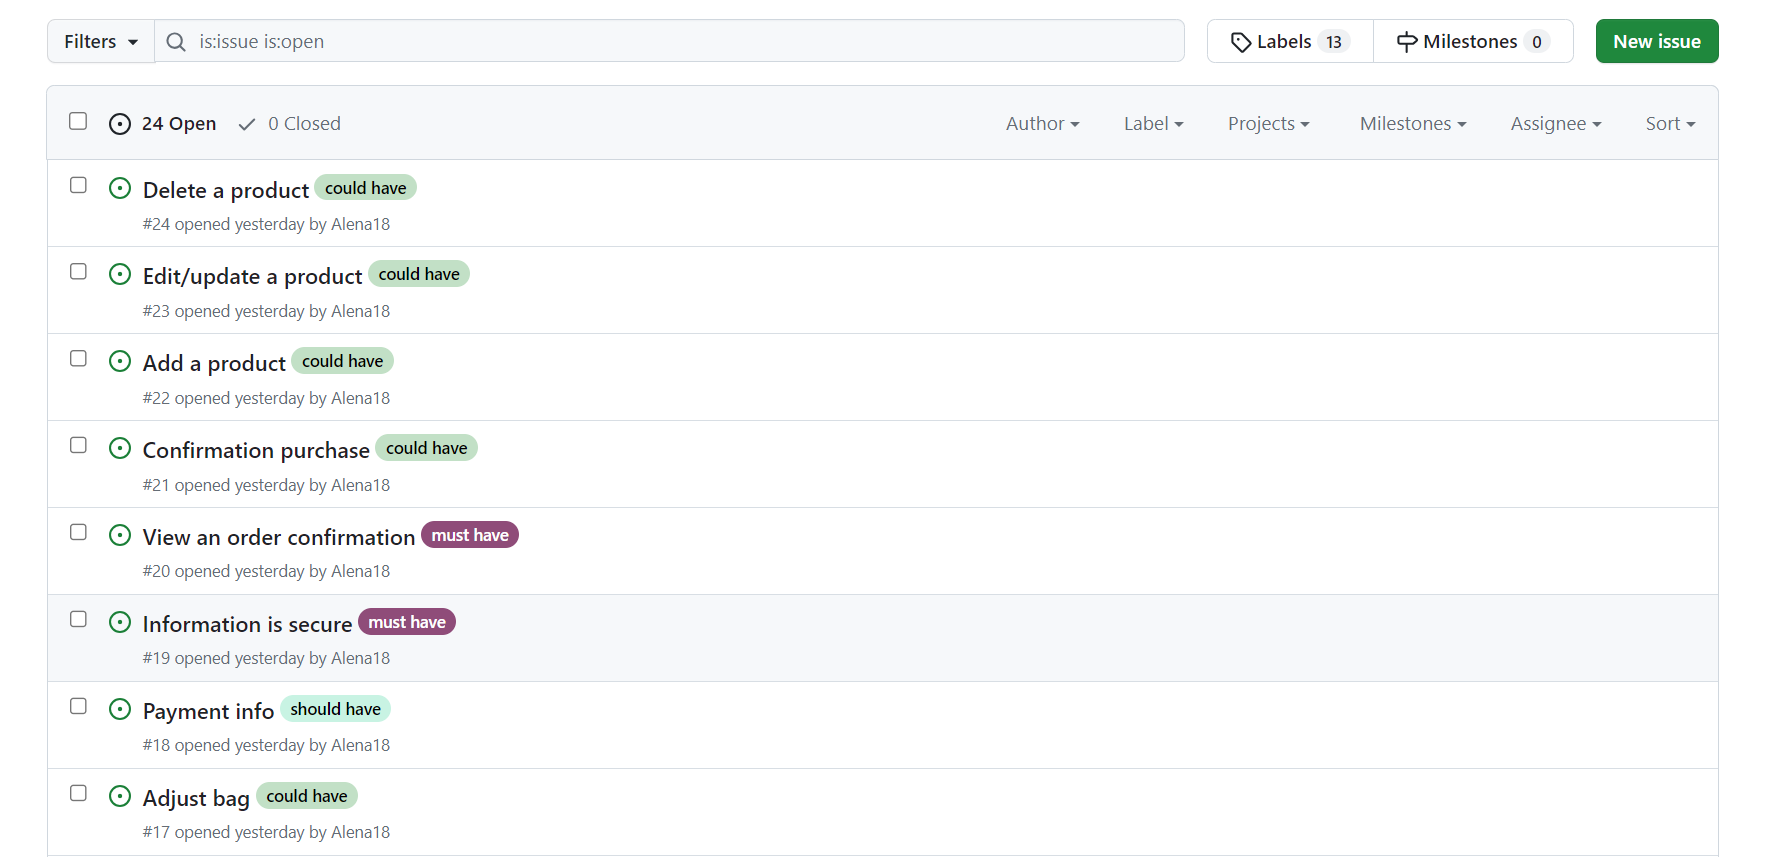 Filters is:issue is:open Labels 13 Milestones 0 New issue
24 Open 0 Closed Author Label Projects Milestones Assignee Sort
Delete a product could have
#24 opened yesterday by Alena18
Edit/update a product could have
#23 opened yesterday by Alena18
Add a product could have
#22 opened yesterday by Alena18
Confirmation purchase could have
#21 opened yesterday by Alena18
View an order confirmation must have
#20 opened yesterday by Alena18
Information is secure must have
#19 opened yesterday by Alena18
Payment info should have
#18 opened yesterday by Alena18
Adjust bag could have
#17 opened yesterday by Alena18